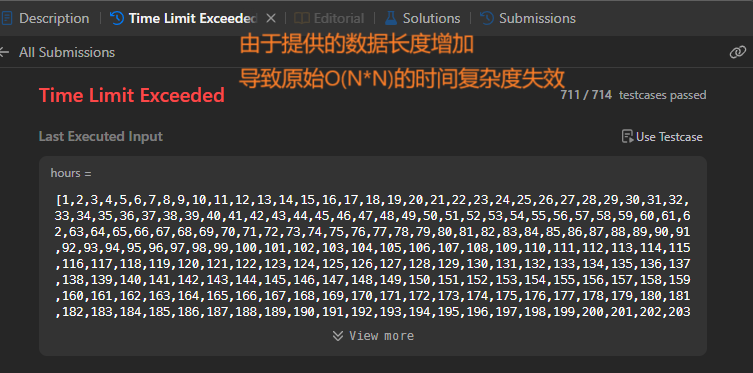 Description Time Limit Exceeded Editorial Solutions Submissions
由于提供的数据长度增加
All Submissions
导致原始O(N*N)的时间复杂度失效
Time Limit Exceeded 711 / 714 testcases passed
Last Executed Input Use Testcase
hours =
[1,2,3,4,5,6,7,8,9,10,11,12,13,14,15,16,17,18,19,20,21,22,23,24,25,26,27,28,29,30,31,32,
33,34,35,36,37,38,39,40,41,42,43,44,45,46,47,48,49,50,51,52,53,54,55,56,57,58,59,60,61,6
2,63,64,65,66,67,68,69,70,71,72,73,74,75,76,77,78,79,80,81,82,83,84,85,86,87,88,89,90,91
,92,93,94,95,96,97,98,99,100,101,102,103,104,105,106,107,108,109,110,111,112,113,114,115
,116,117,118,119,120,121,122,123,124,125,126,127,128,129,130,131,132,133,134,135,136,137
,138,139,140,141,142,143,144,145,146,147,148,149,150,151,152,153,154,155,156,157,158,159
,160,161,162,163,164,165,166,167,168,169,170,171,172,173,174,175,176,177,178,179,180,181
,182,183,184,185,186,187,188,189,190,191,192,193,194,195,196,197,198,199,200,201,202,203
View more